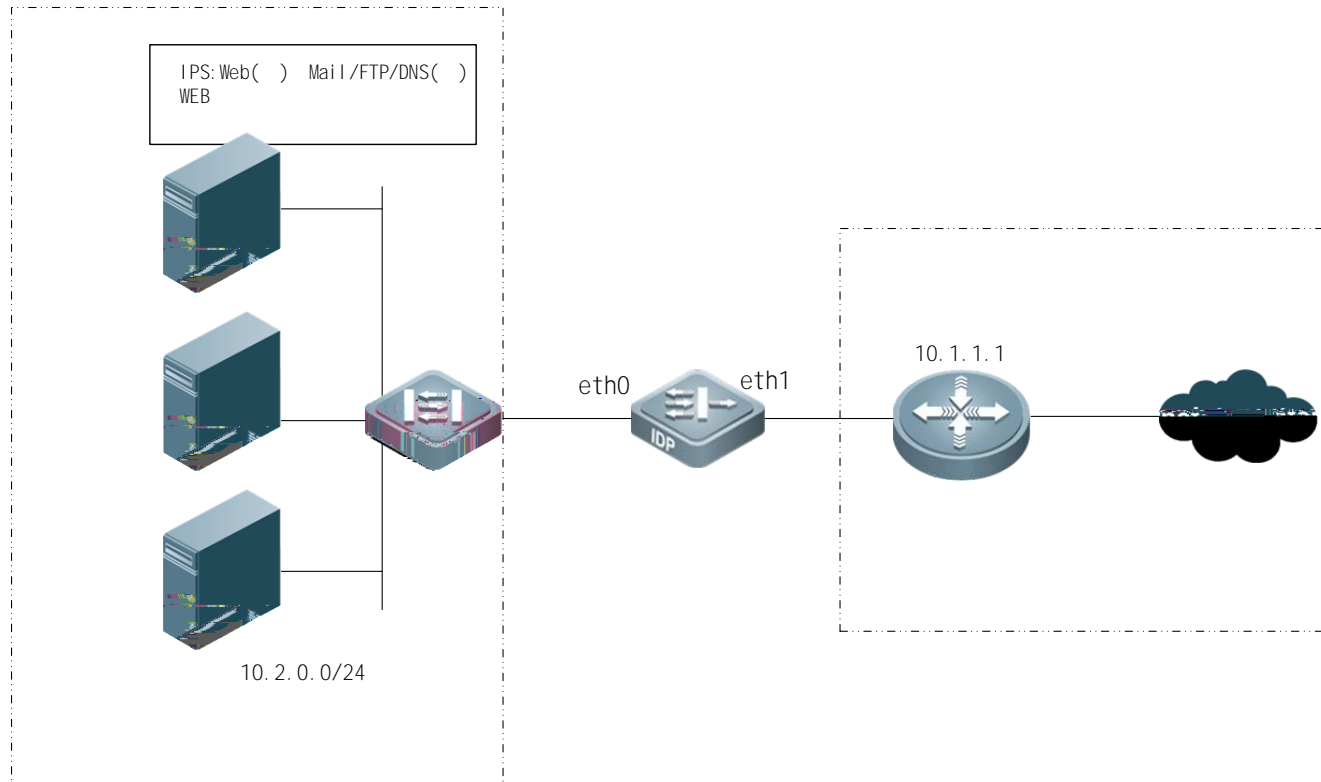 IPS:Web(  ) Mail/FTP/DNS(  )
WEB
10.1.1.1
eth0
eth1
IDP
10.2.0.0/24